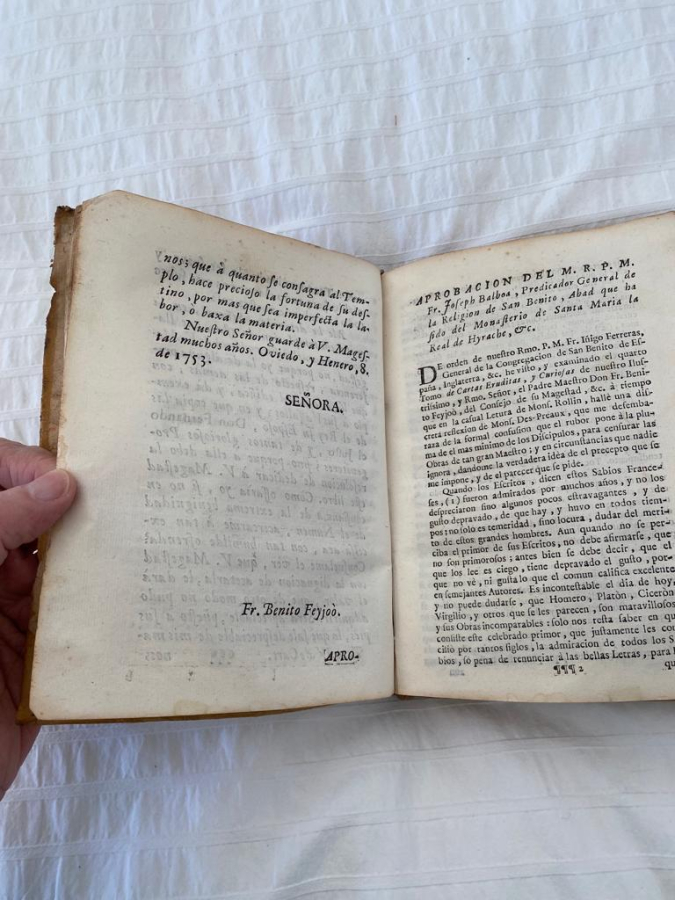 nos; que à quanto se consagra al Tem-
plo, hace precioso la fortuna de su des-
tino, por mas que sea imperfecta la la-
bor, o baxa la materia.
Nuestro Señor guarde à V. Mages-
tad muchos años. Oviedo, y Henero, 8.
de 1753.
SEÑORA.
Fr. Benito Feyjoò.
APRO-
APROBACION DEL M. R. P. M.
Fr. Joseph Balboa, Predicador General de
la Religion de San Benito, Abad que ha
sido del Monasterio de Santa Maria la
Real de Hyrache, &c.
DE orden de nuestro Rmo. P. M. Fr. Iñigo Ferreras,
General de la Congregacion de San Benito de Es-
paña, Inglaterra, &c. he visto, y examinado el quarto
Tomo de Cartas Eruditas, y Curiosas de nuestro Ilus-
trissimo, y Rmo. Señor, el Padre Maestro Don Fr. Beni-
to Feyjoò, del Consejo de su Magestad, &c. à tiempo
que en la casual Letura de Mons. Rollin, hallè una dis-
creta reflexion de Mons. Des-Preaux, que me desemba-
raza de la formal confusion que el rubor pone à la plu-
ma de el mas minimo de los Discipulos, para censurar las
Obras de tan gran Maestro; y en circunstancias que nadie
ignora, dandome la verdadera idèa de el precepto que se
me impone, y de el parecer que se pide.
Quando los Escritos, dicen estos Sabios France-
ses, (1) fueron admirados por muchos años, y no los
despreciaron sino algunos pocos estravagantes, y de
gusto depravado, de que hay, y huvo en todos tiem-
pos; no solo es temeridad, sino locura, dudar del meri-
to de estos grandes hombres. Aun quando no se per-
ciba el primor de sus Escritos, no debe afirmarse, que
no son primorosos; antes bien se debe decir, que el
que los lee es ciego, tiene depravado el gusto, por-
que no vè, ni gusta lo que el comun califica excelente
en semejantes Autores. Es incontestable el dia de hoy,
y no puede dudarse, que Homero, Platòn, Ciceròn
Virgilio, y otros que se les parecen, son maravillosos
y sus Obras incomparables: solo nos resta saber en qu
consiste este celebrado primor, que justamente les co
cio por tantos siglos, la admiracion de todos los S
bios, so pena de renunciar à las bellas Letras, para
¶¶¶ 2
qu